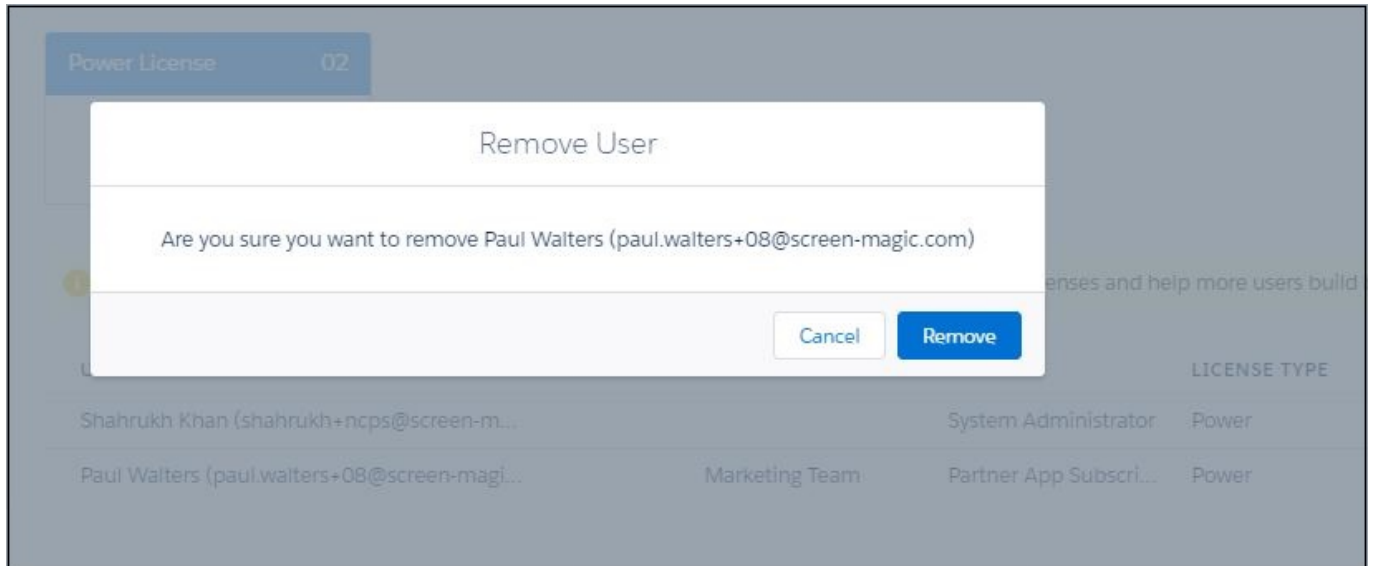 Power License 02
Remove User
Are you sure you want to remove Paul Walters (paul.walters+08@screen-magic.com)
enses and help more users build
Cancel Remove
LICENSE TYPE
Shahrukh Khan (shahrukh+ncps@screen-m... System Administrator Power
Paul Walters (paul.walters+08@screen-magi... Marketing Team Partner App Subscri... Power